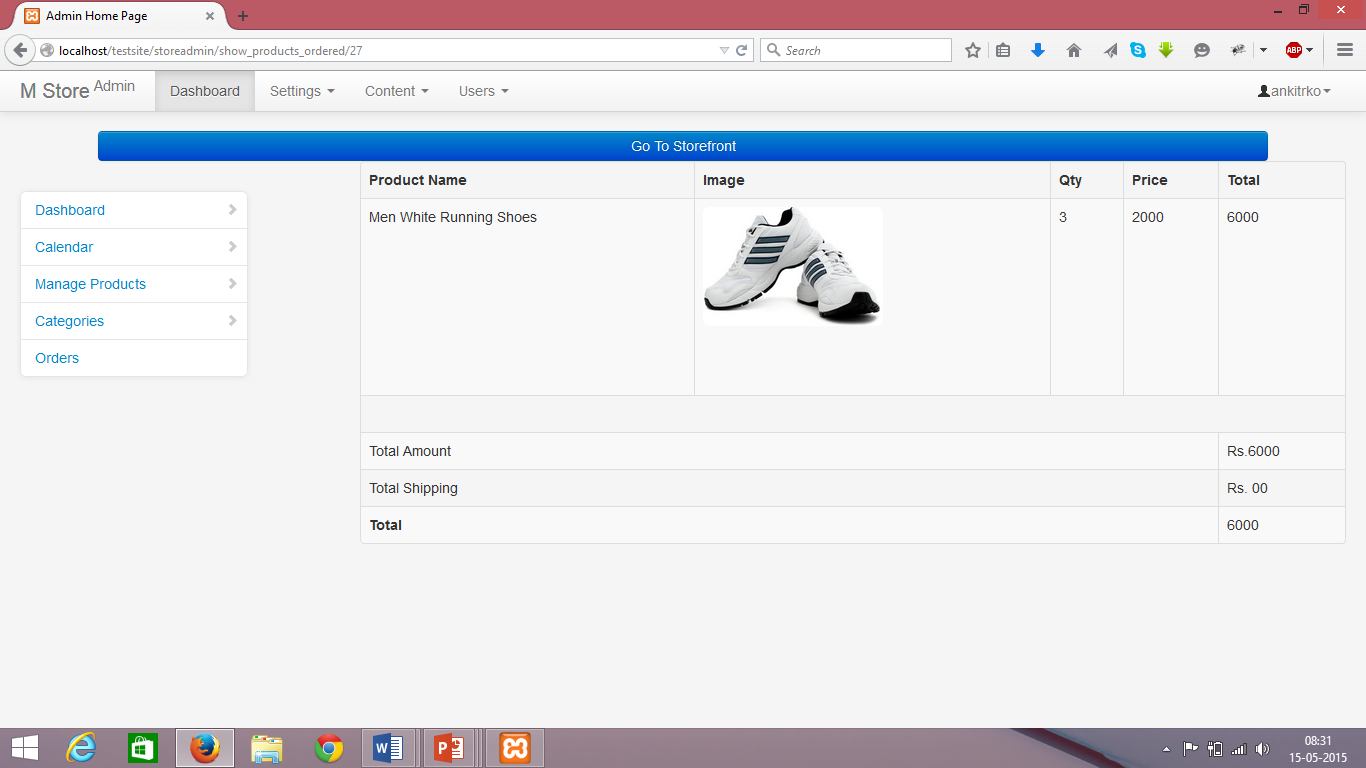 Admin Home Page
localhost/testsite/storeadmin/show_products_ordered/27
Search
ABP
M Store Admin Dashboard Settings Content Users ankitrko
Go To Storefront
Dashboard
Calendar
Manage Products
Categories
Orders
Product Name Image Qty Price Total
Men White Running Shoes 3 2000 6000
Total Amount Rs.6000
Total Shipping Rs. 00
Total 6000
08:31
15-05-2015